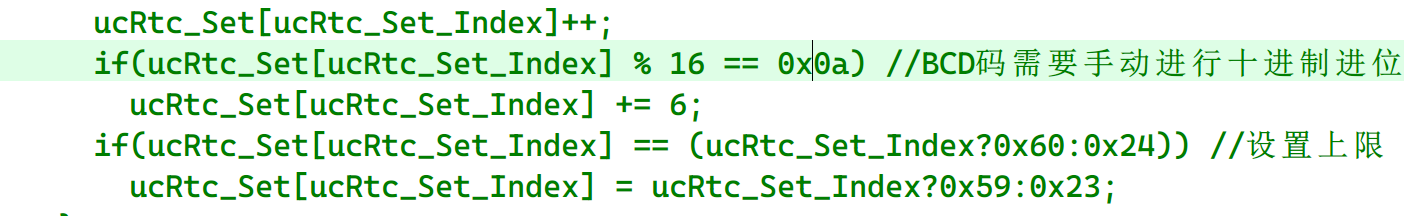 ucRtc_Set[ucRtc_Set_Index]++;
if(ucRtc_Set[ucRtc_Set_Index] % 16 == 0x0a) //BCD码需要手动进行十进制进位
ucRtc_Set[ucRtc_Set_Index] += 6;
if(ucRtc_Set[ucRtc_Set_Index] == (ucRtc_Set_Index?0x60:0x24)) //设置上限
ucRtc_Set[ucRtc_Set_Index] = ucRtc_Set_Index?0x59:0x23;